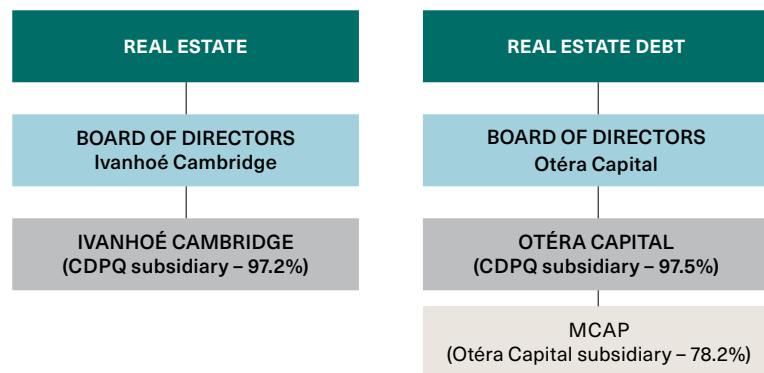 REAL ESTATE
BOARD OF DIRECTORS
Ivanhoé Cambridge
IVANHOÉ CAMBRIDGE
(CDPQ subsidiary – 97.2%)
REAL ESTATE DEBT
BOARD OF DIRECTORS
Otéra Capital
OTÉRA CAPITAL
(CDPQ subsidiary – 97.5%)
MCAP
(Otéra Capital subsidiary – 78.2%)